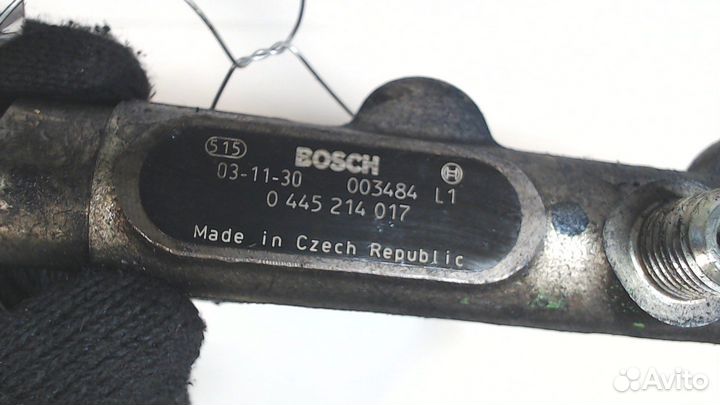 515 BOSCH
03-11-30 003484 L1
0 445 214 017
Made in Czech Republic
Avito